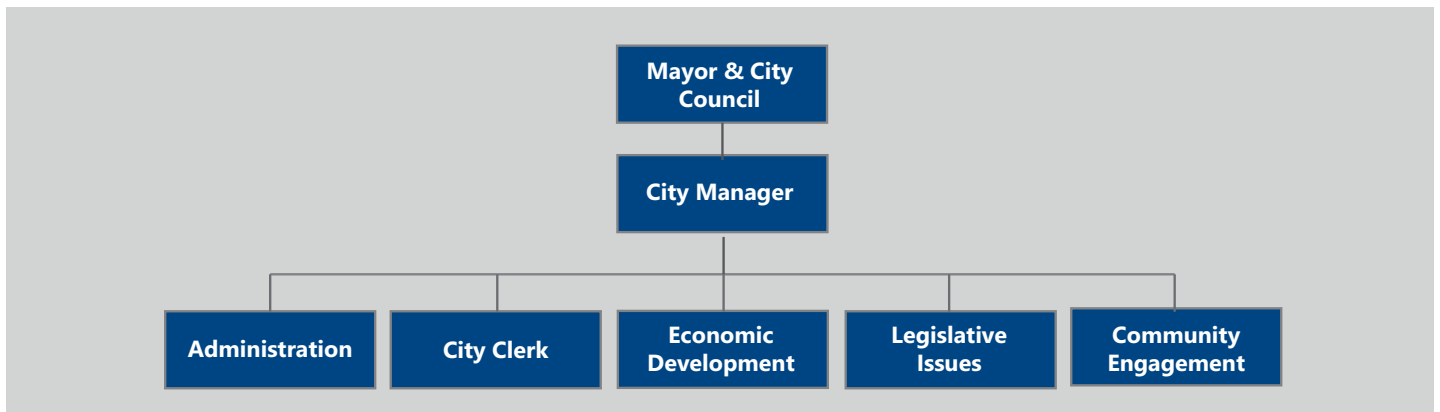 Mayor & City
Council
City Manager
Administration
City Clerk
Economic
Development
Legislative
Issues
Community
Engagement